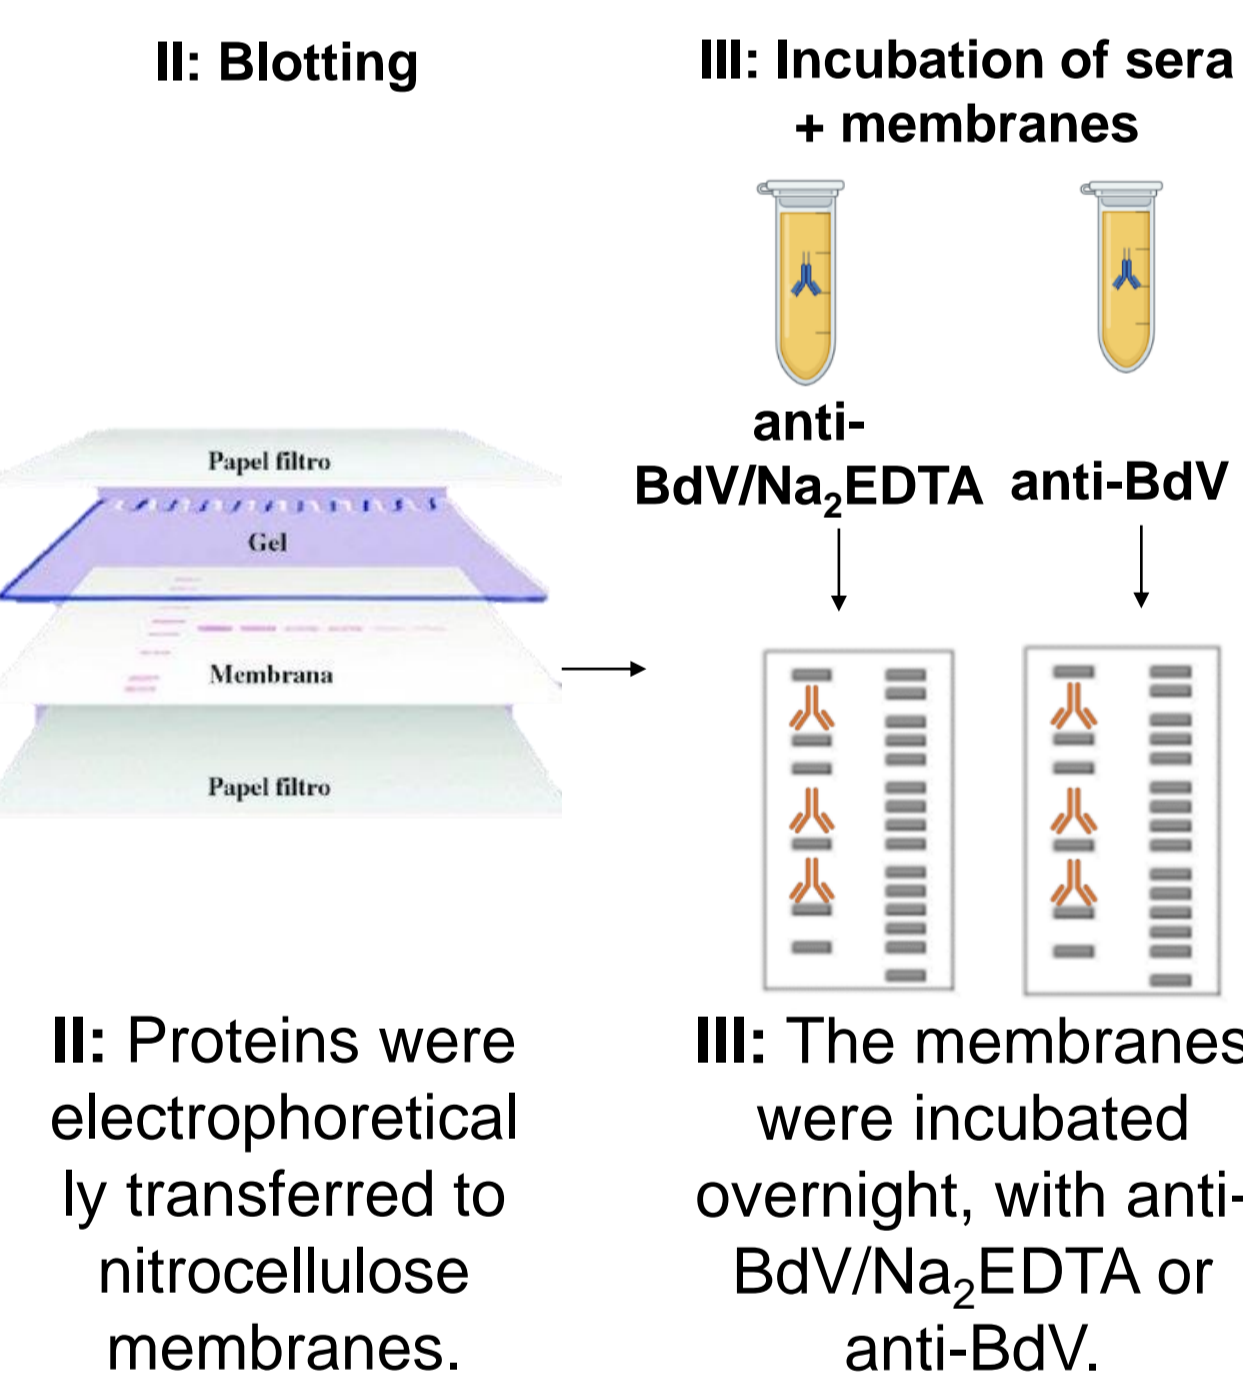 II: Blotting
Papel filtro
Gel
Membrana
Papel filtro
II: Proteins were
electrophoretical
ly transferred to
nitrocellulose
membranes.
III: Incubation of sera
+ membranes
anti-
BdV/Na₂EDTA
anti-BdV
III: The membranes
were incubated
overnight, with anti-
BdV/Na₂EDTA or
anti-BdV.